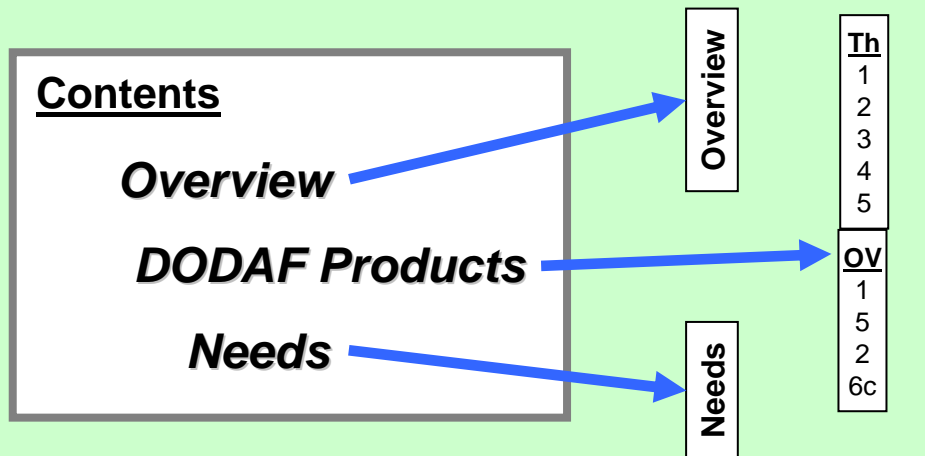 Contents
Overview
DODAF Products
Needs
Overview
Needs
Th
1
2
3
4
5
OV
1
5
2
6c